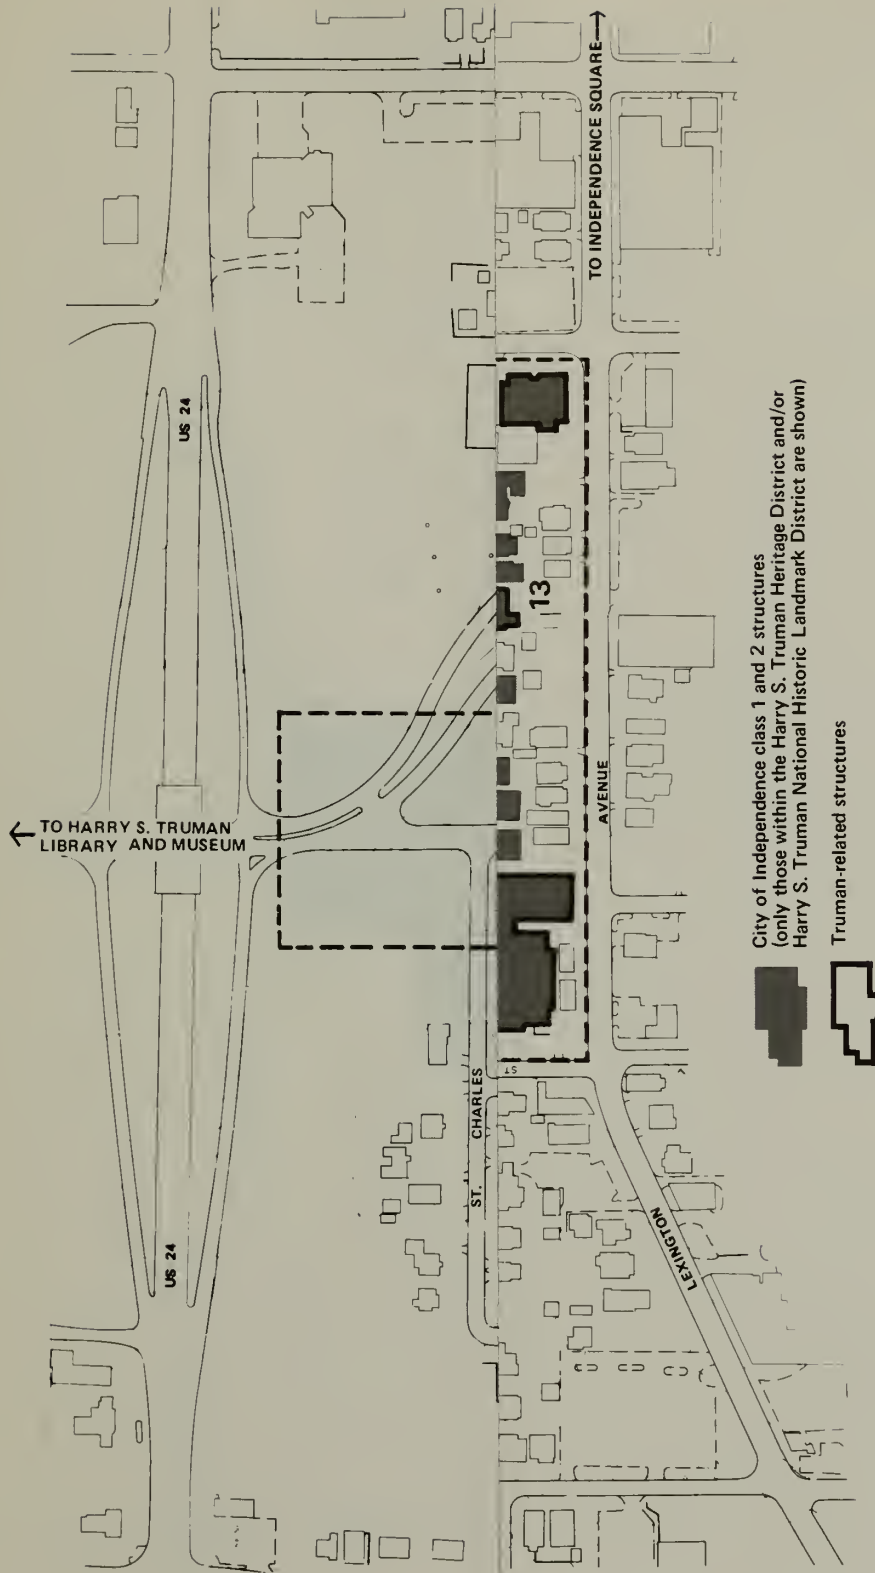 TO INDEPENDENCE SQUARE→
US 24
←TO HARRY S. TRUMAN
LIBRARY AND MUSEUM
13
AVENUE
ST. CHARLES
ST
US 24
LEXINGTON
City of Independence class 1 and 2 structures
(only those within the Harry S. Truman Heritage District and/or
Harry S. Truman National Historic Landmark District are shown)
Truman-related structures